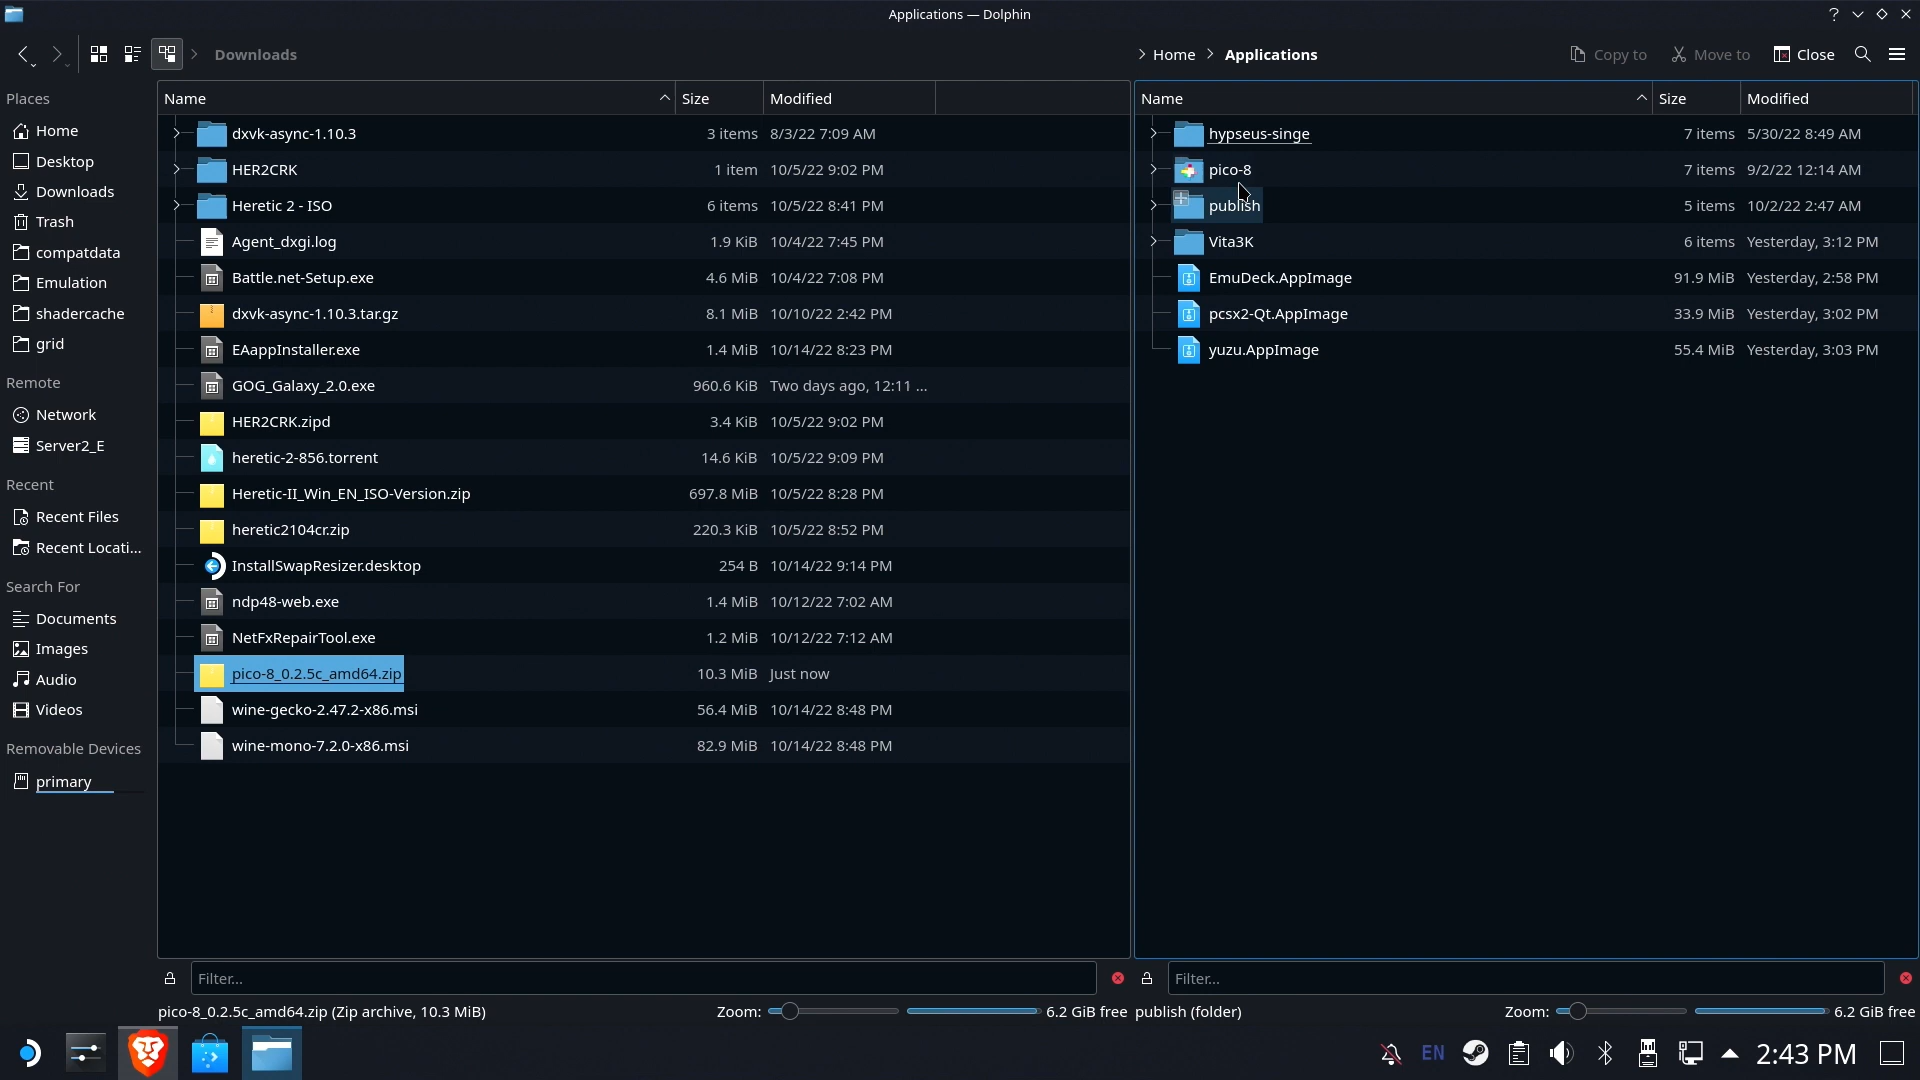 Applications — Dolphin
Downloads
Home
Applications
Copy to
Move to
Close
Places
Home
Desktop
Downloads
Trash
compatdata
Emulation
shadercache
grid
Remote
Network
Server2_E
Recent
Recent Files
Recent Locati...
Search For
Documents
Images
Audio
Videos
Removable Devices
primary
Name Size Modified
dxvk-async-1.10.3 3 items 8/3/22 7:09 AM
HER2CRK 1 item 10/5/22 9:02 PM
Heretic 2 - ISO 6 items 10/5/22 8:41 PM
Agent_dxgi.log 1.9 KiB 10/4/22 7:45 PM
Battle.net-Setup.exe 4.6 MiB 10/4/22 7:08 PM
dxvk-async-1.10.3.tar.gz 8.1 MiB 10/10/22 2:42 PM
EAappInstaller.exe 1.4 MiB 10/14/22 8:23 PM
GOG_Galaxy_2.0.exe 960.6 KiB Two days ago, 12:11 ...
HER2CRK.zipd 3.4 KiB 10/5/22 9:02 PM
heretic-2-856.torrent 14.6 KiB 10/5/22 9:09 PM
Heretic-II_Win_EN_ISO-Version.zip 697.8 MiB 10/5/22 8:28 PM
heretic2104cr.zip 220.3 KiB 10/5/22 8:52 PM
InstallSwapResizer.desktop 254 B 10/14/22 9:14 PM
ndp48-web.exe 1.4 MiB 10/12/22 7:02 AM
NetFxRepairTool.exe 1.2 MiB 10/12/22 7:12 AM
pico-8_0.2.5c_amd64.zip 10.3 MiB Just now
wine-gecko-2.47.2-x86.msi 56.4 MiB 10/14/22 8:48 PM
wine-mono-7.2.0-x86.msi 82.9 MiB 10/14/22 8:48 PM
Filter...
pico-8_0.2.5c_amd64.zip (Zip archive, 10.3 MiB) Zoom: 6.2 GiB free
Name Size Modified
hypseus-singe 7 items 5/30/22 8:49 AM
pico-8 7 items 9/2/22 12:14 AM
publish 5 items 10/2/22 2:47 AM
Vita3K 6 items Yesterday, 3:12 PM
EmuDeck.AppImage 91.9 MiB Yesterday, 2:58 PM
pcsx2-Qt.AppImage 33.9 MiB Yesterday, 3:02 PM
yuzu.AppImage 55.4 MiB Yesterday, 3:03 PM
Filter...
publish (folder) Zoom: 6.2 GiB free
EN 2:43 PM